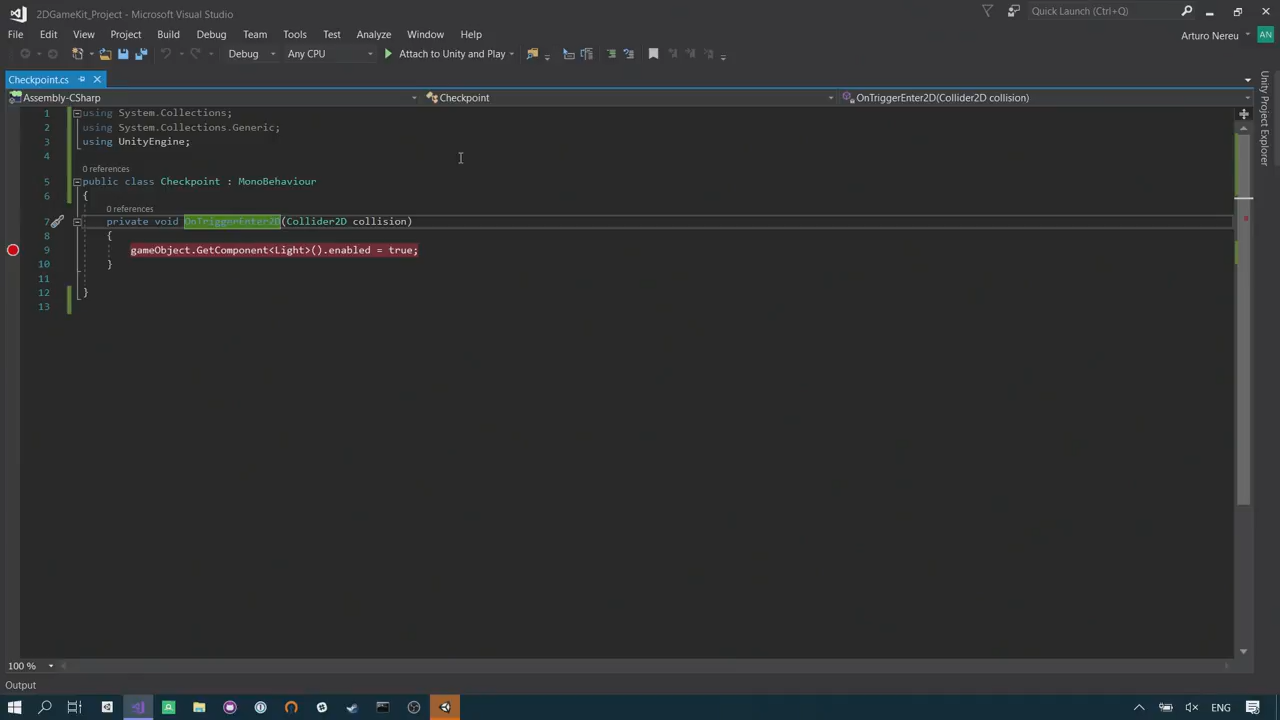 2DGameKit_Project - Microsoft Visual Studio
Quick Launch (Ctrl+Q)
File Edit View Project Build Debug Team Tools Test Analyze Window Help
Arturo Nereu
AN
Debug Any CPU Attach to Unity and Play
Checkpoint.cs
Assembly-CSharp
Checkpoint
OnTriggerEnter2D(Collider2D collision)
Unity Project Explorer
1 using System.Collections;
2 using System.Collections.Generic;
3 using UnityEngine;
4
0 references
5 public class Checkpoint : MonoBehaviour
6 {
0 references
7 private void OnTriggerEnter2D(Collider2D collision)
8 {
9 gameObject.GetComponent<Light>().enabled = true;
10 }
11
12 }
13
100 %
Output
ENG